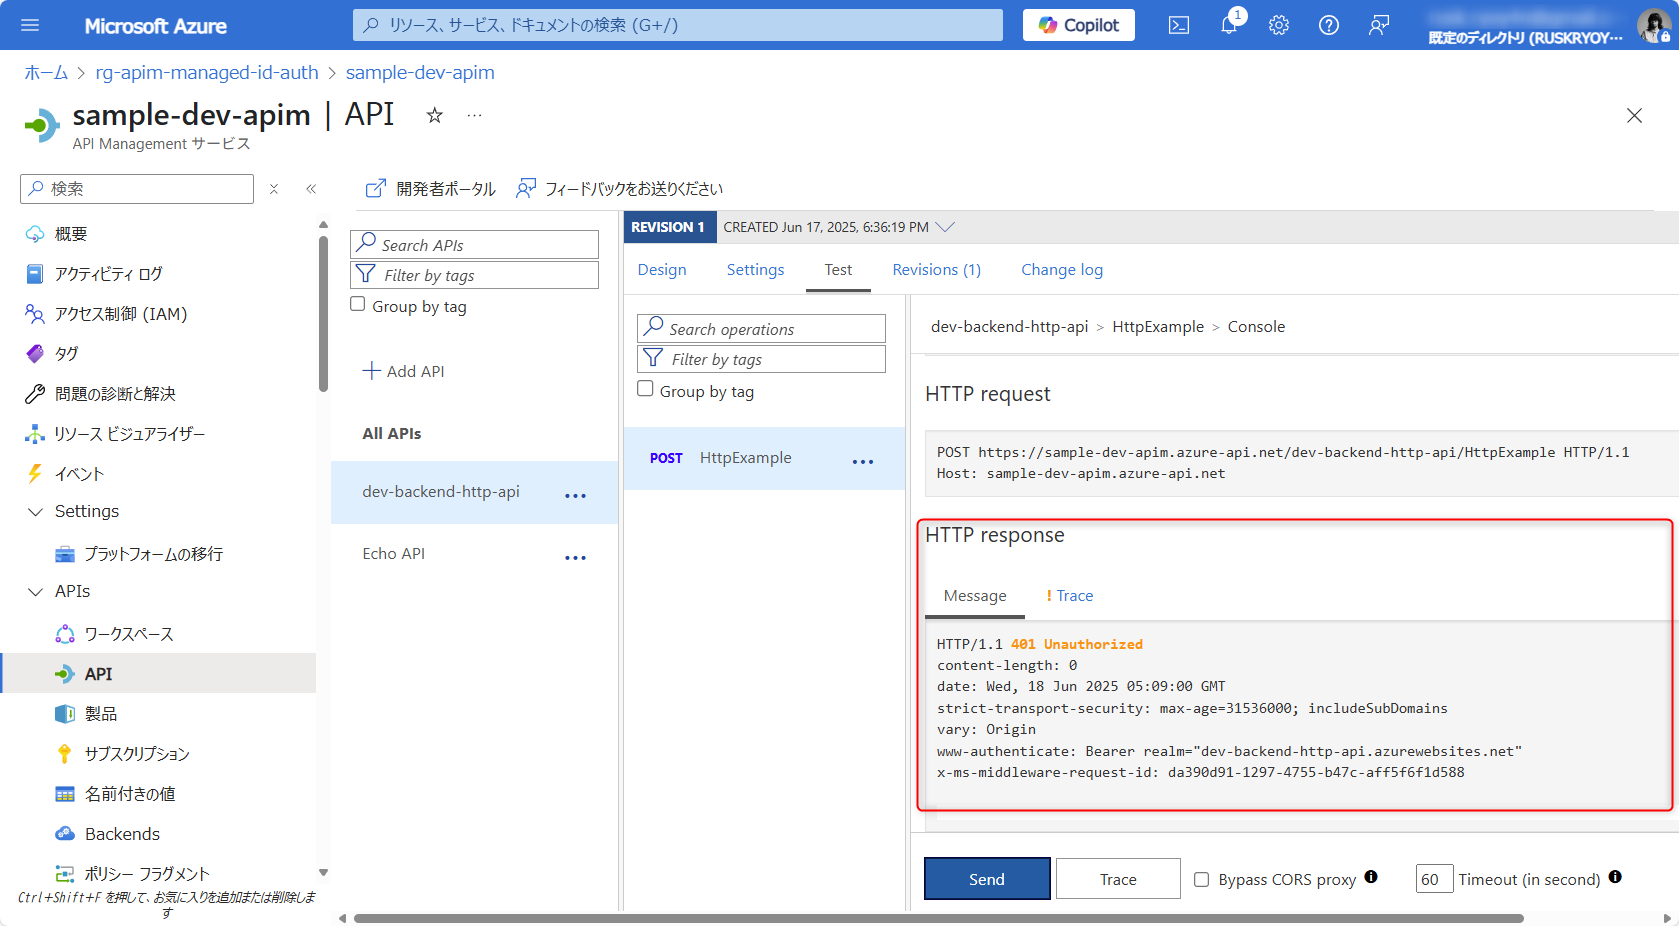 Microsoft Azure
リソース、サービス、ドキュメントの検索 (G+/)
Copilot
1
既定のディレクトリ (RUSKRYOY...
ホーム > rg-apim-managed-id-auth > sample-dev-apim
sample-dev-apim | API
API Management サービス
検索
開発者ポータル
フィードバックをお送りください
概要
アクティビティ ログ
アクセス制御 (IAM)
タグ
問題の診断と解決
リソース ビジュアライザー
イベント
Settings
プラットフォームの移行
APIs
ワークスペース
API
製品
サブスクリプション
名前付きの値
Backends
ポリシー フラグメント
Ctrl+Shift+F を押して、お気に入りを追加または削除しま
す
Search APIs
Filter by tags
Group by tag
Add API
All APIs
dev-backend-http-api
Echo API
REVISION 1
CREATED Jun 17, 2025, 6:36:19 PM
Design
Settings
Test
Revisions (1)
Change log
Search operations
Filter by tags
Group by tag
POST HttpExample
dev-backend-http-api > HttpExample > Console
HTTP request
POST https://sample-dev-apim.azure-api.net/dev-backend-http-api/HttpExample HTTP/1.1
Host: sample-dev-apim.azure-api.net
HTTP response
Message
! Trace
HTTP/1.1 401 Unauthorized
content-length: 0
date: Wed, 18 Jun 2025 05:09:00 GMT
strict-transport-security: max-age=31536000; includeSubDomains
vary: Origin
www-authenticate: Bearer realm="dev-backend-http-api.azurewebsites.net"
x-ms-middleware-request-id: da390d91-1297-4755-b47c-aff5f6f1d588
Send
Trace
Bypass CORS proxy
60
Timeout (in second)